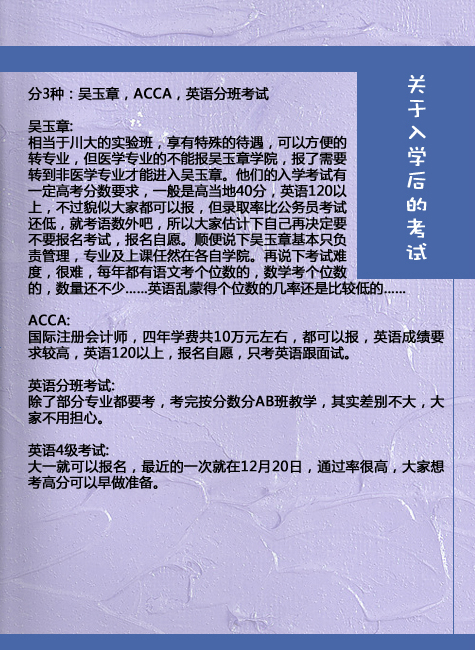 关于入学后的考试
分3种：吴玉章，ACCA，英语分班考试
吴玉章:
相当于川大的实验班，享有特殊的待遇，可以方便的
转专业，但医学专业的不能报吴玉章学院，报了需要
转到非医学专业才能进入吴玉章。他们的入学考试有
一定高考分数要求，一般是高当地40分，英语120以
上，不过貌似大家都可以报，但录取率比公务员考试
还低，就考语数外吧，所以大家估计下自己再决定要
不要报名考试，报名自愿。顺便说下吴玉章基本只负
责管理，专业及上课任然在各自学院。再说下考试难
度，很难，每年都有语文考个位数的，数学考个位数
的，数量还不少......英语乱蒙得个位数的几率还是比较低的......
ACCA:
国际注册会计师，四年学费共10万元左右，都可以报，英语成绩要
求较高，英语120以上，报名自愿，只考英语跟面试。
英语分班考试:
除了部分专业都要考，考完按分数分AB班教学，其实差别不大，大
家不用担心。
英语4级考试:
大一就可以报名，最近的一次就在12月20日，通过率很高，大家想
考高分可以早做准备。